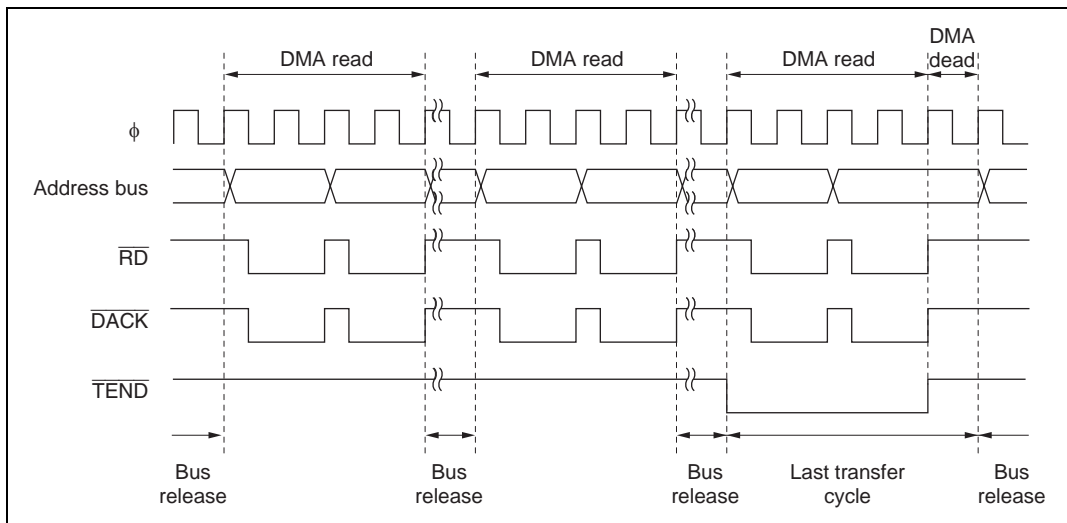 DMA read
DMA read
DMA read
DMA
dead
φ
Address bus
RD
DACK
TEND
Bus
release
Bus
release
Bus
release
Last transfer
cycle
Bus
release